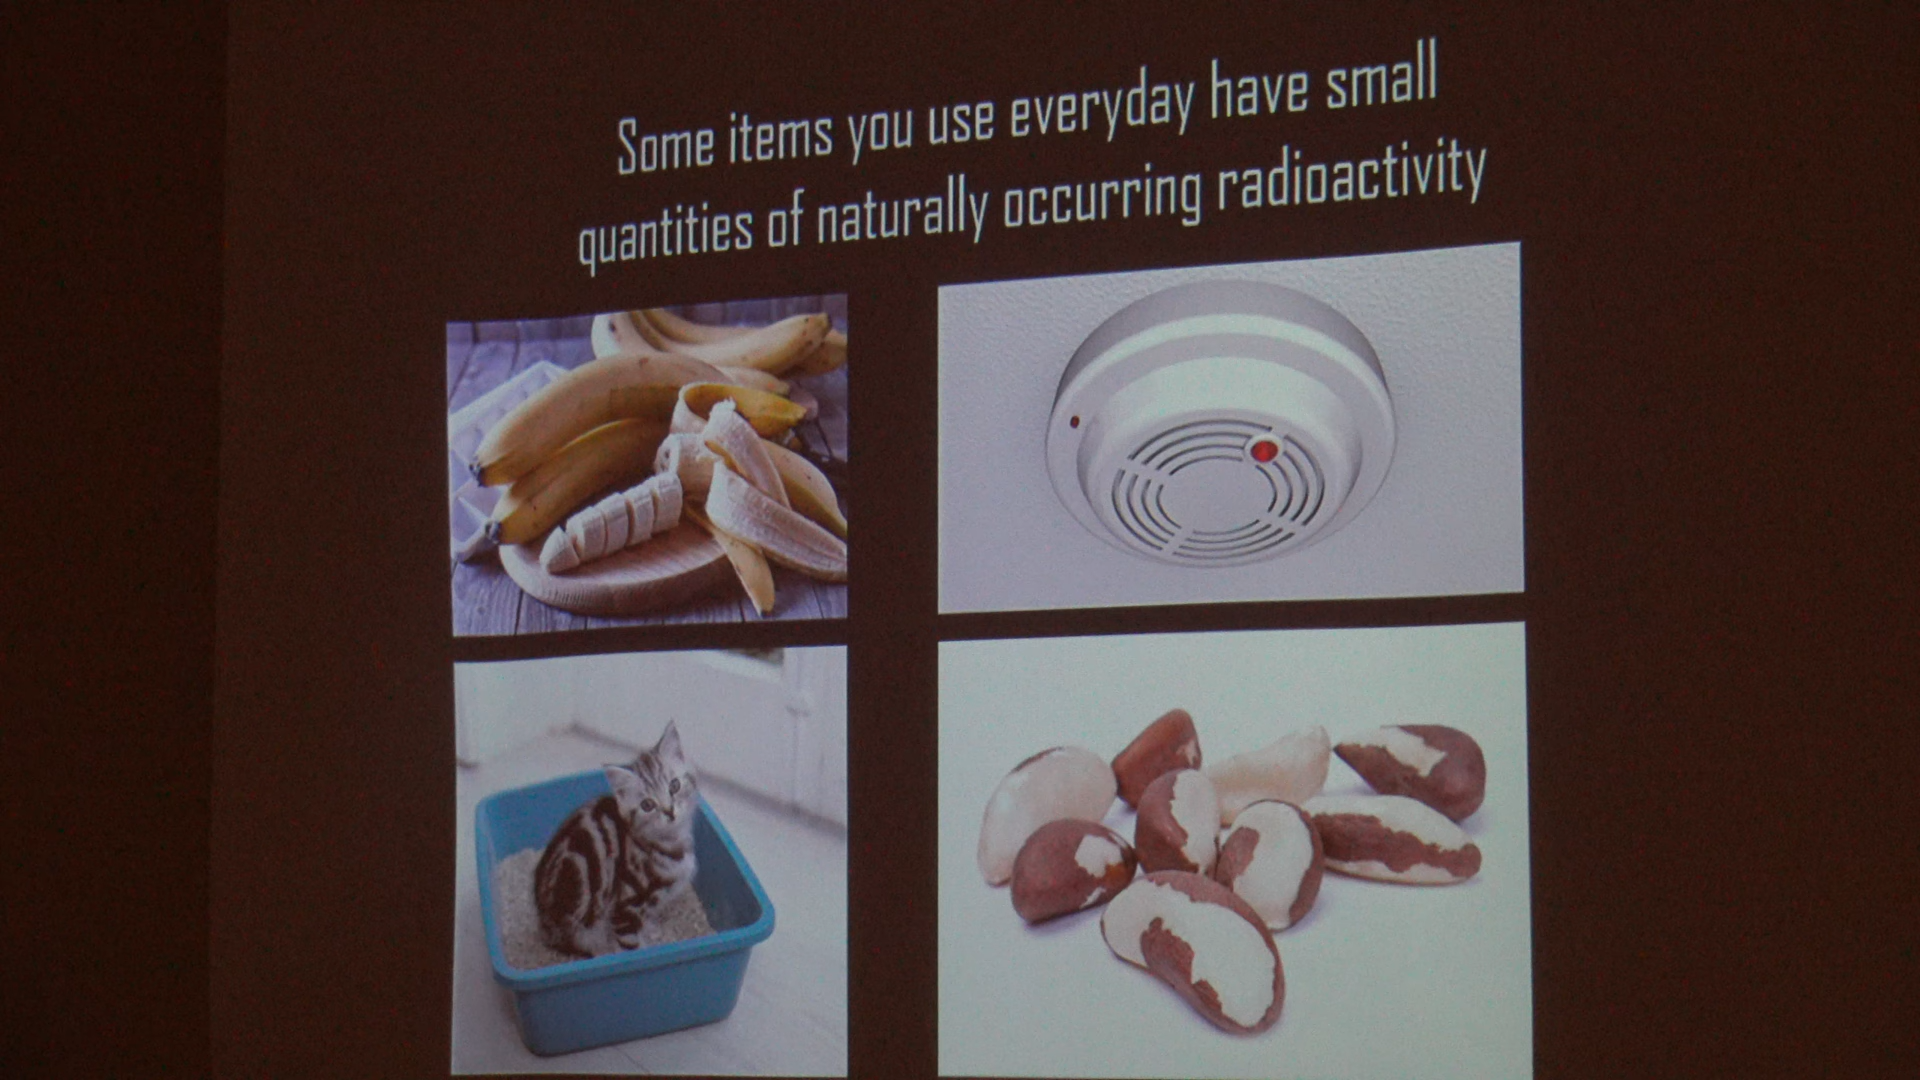 Some items you use everyday have small
quantities of naturally occurring radioactivity